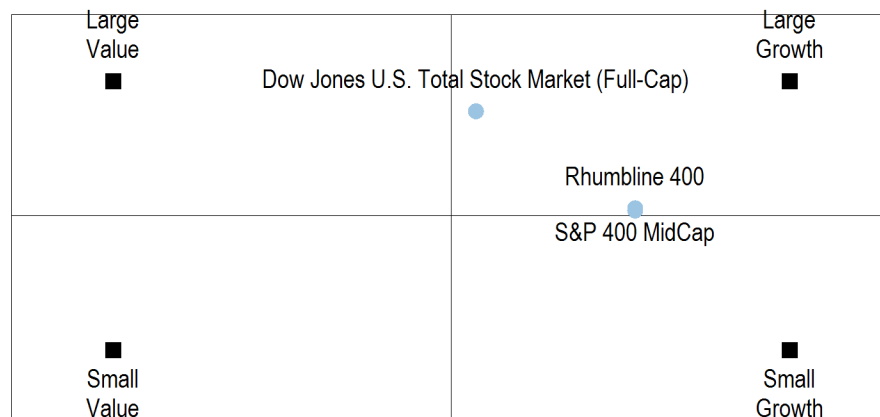 Large
Value
Large
Growth
Dow Jones U.S. Total Stock Market (Full-Cap)
Rhumbline 400
S&P 400 MidCap
Small
Value
Small
Growth